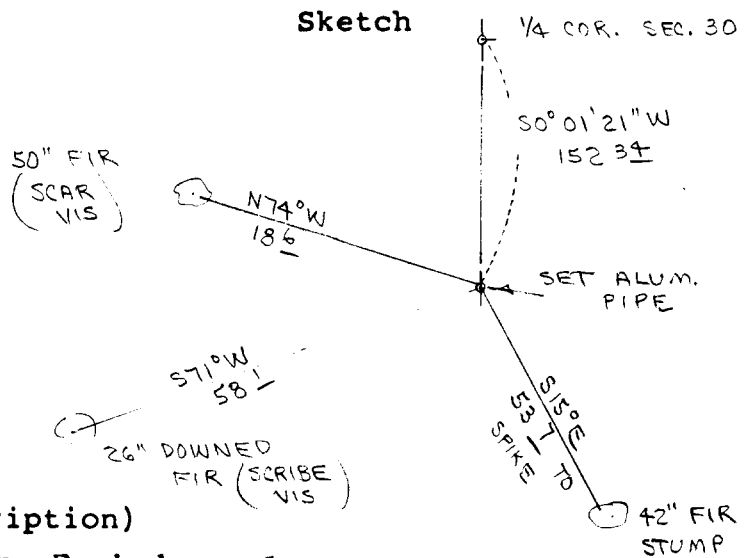 Sketch
1/4 COR. SEC. 30
S0° 01' 21" W
152 34
50" FIR
(SCAR
VIS)
N74°W
18 6
SET ALUM.
PIPE
S71°W
58 1
26" DOWNED
FIR (SCRIBE
VIS)
S15°E
53 7 TO
SPIKE
42" FIR
STUMP
ription)